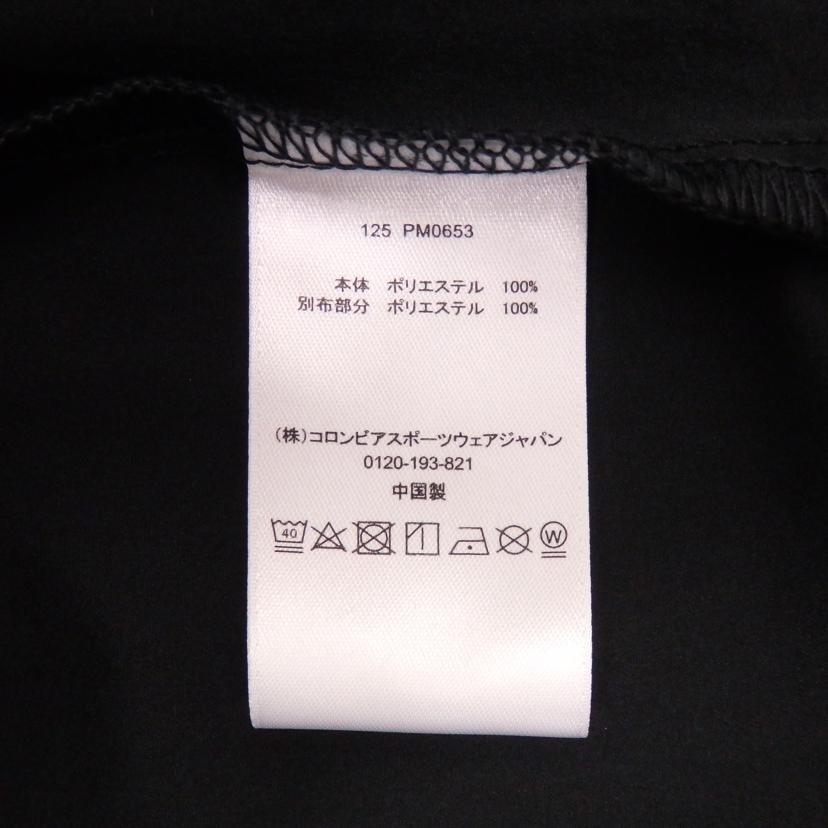 125 PM0653
本体 ポリエステル 100%
別布部分 ポリエステル 100%
(株)コロンビアスポーツウェアジャパン
0120-193-821
中国製
40 W